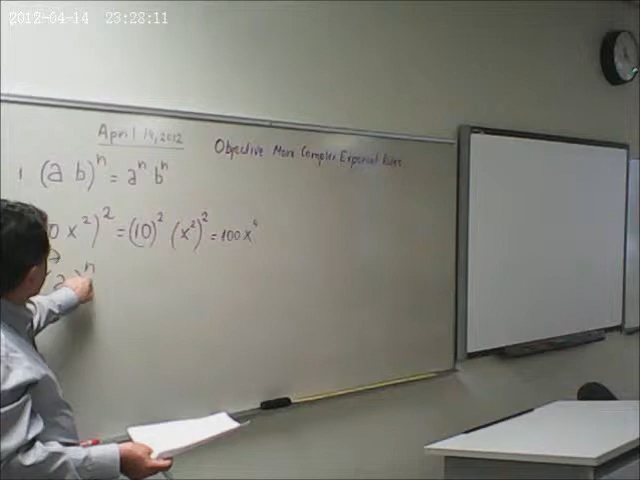 2012-04-14 23:28:11
April 14, 2012
Objective More Complex Exponent Rules
1 (a b)ⁿ = aⁿ bⁿ
0 x²)² = (10)² (x²)² = 100x⁴
a )ⁿ